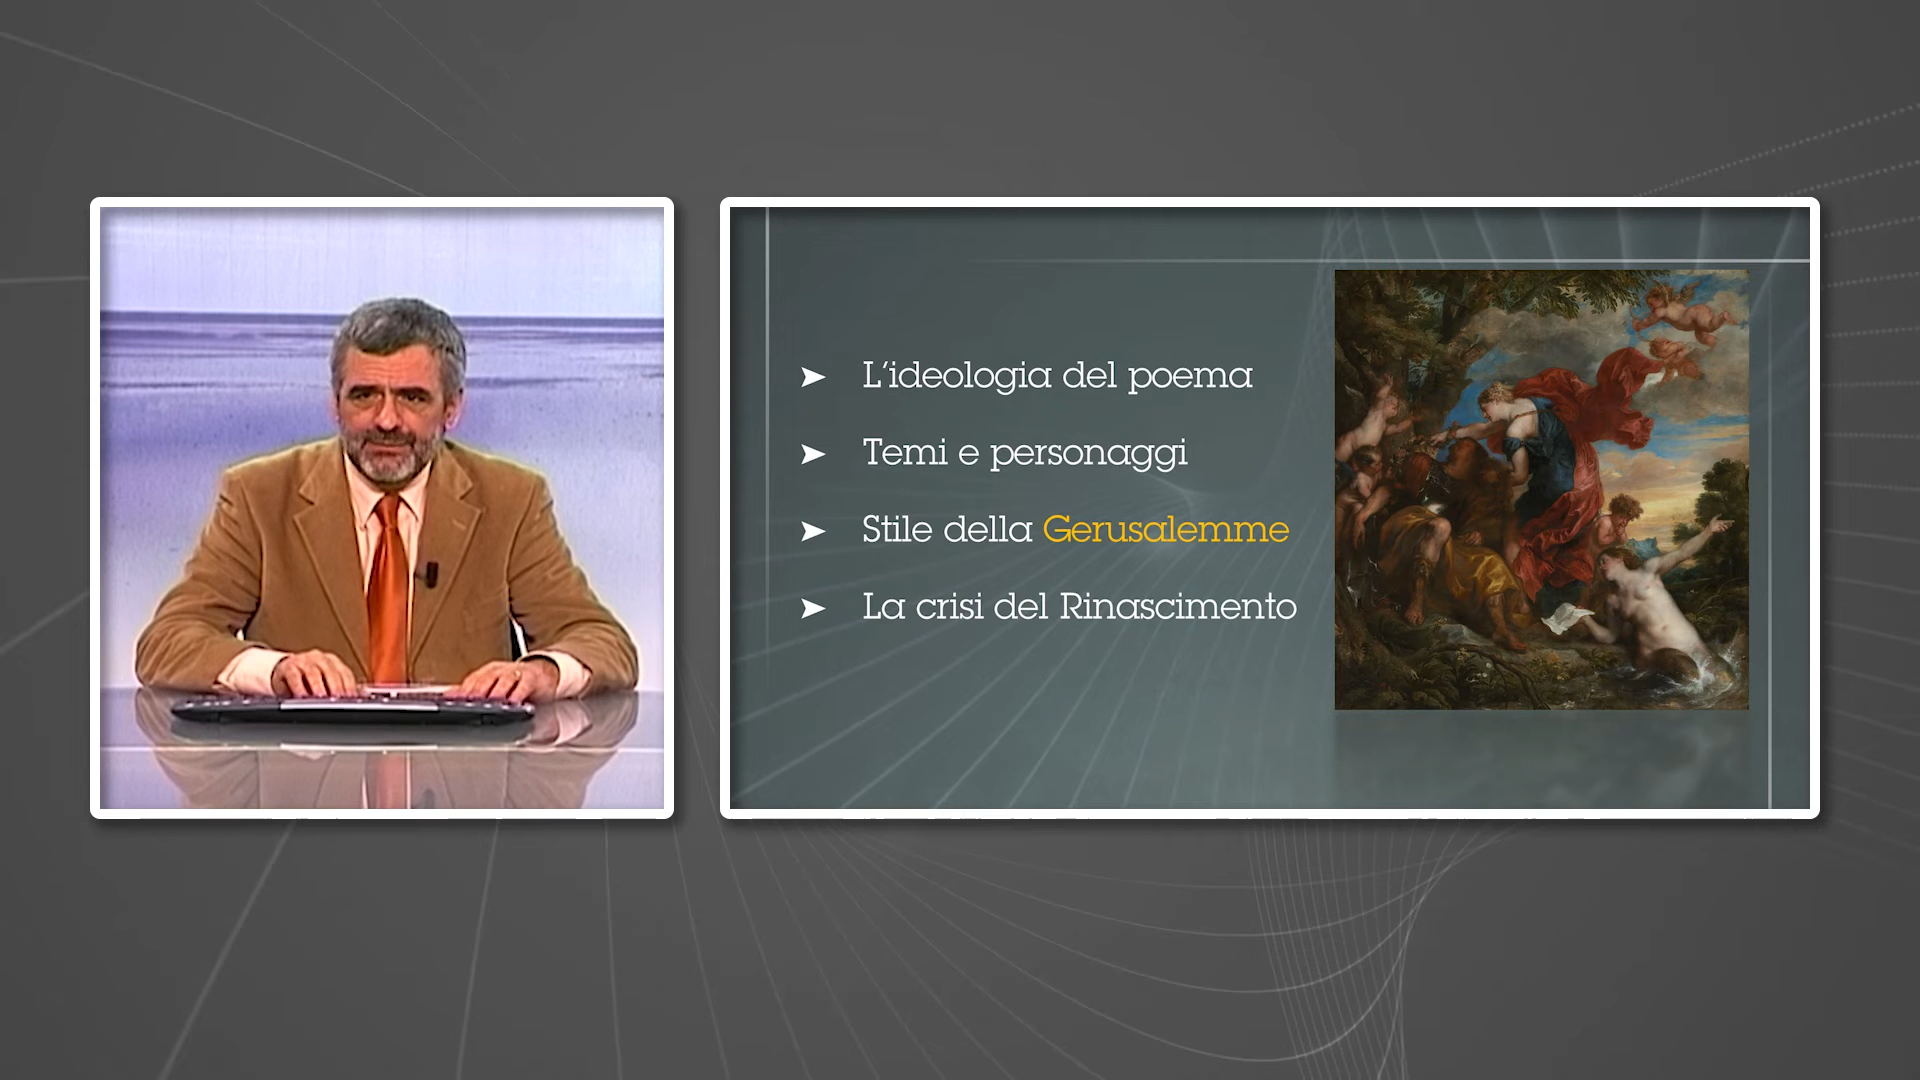 ➤ L'ideologia del poema
➤ Temi e personaggi
➤ Stile della Gerusalemme
➤ La crisi del Rinascimento